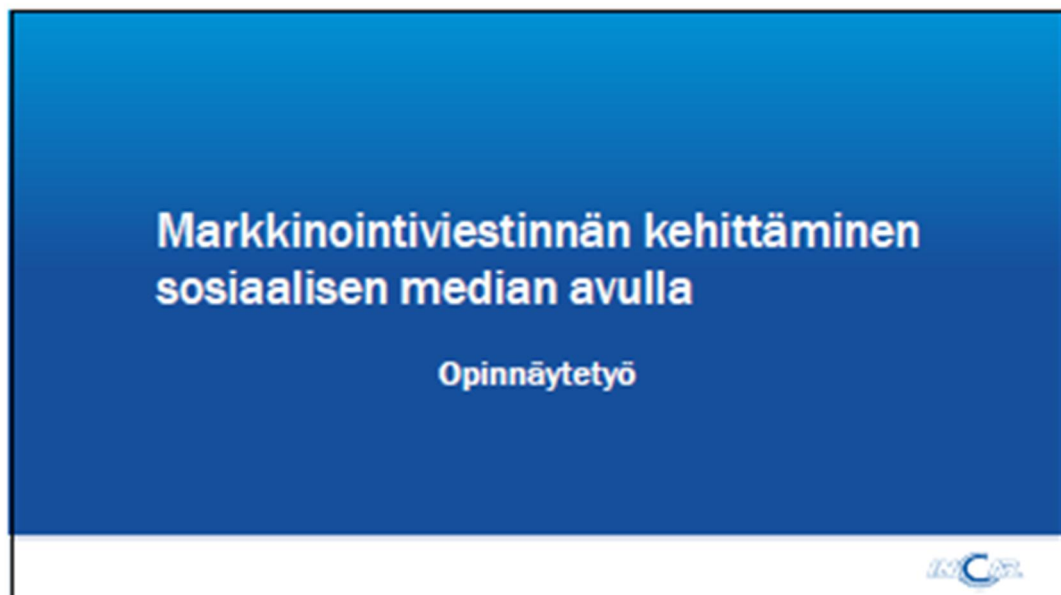 Markkinointiviestinnän kehittäminen
sosiaalisen median avulla
Opinnäytetyö